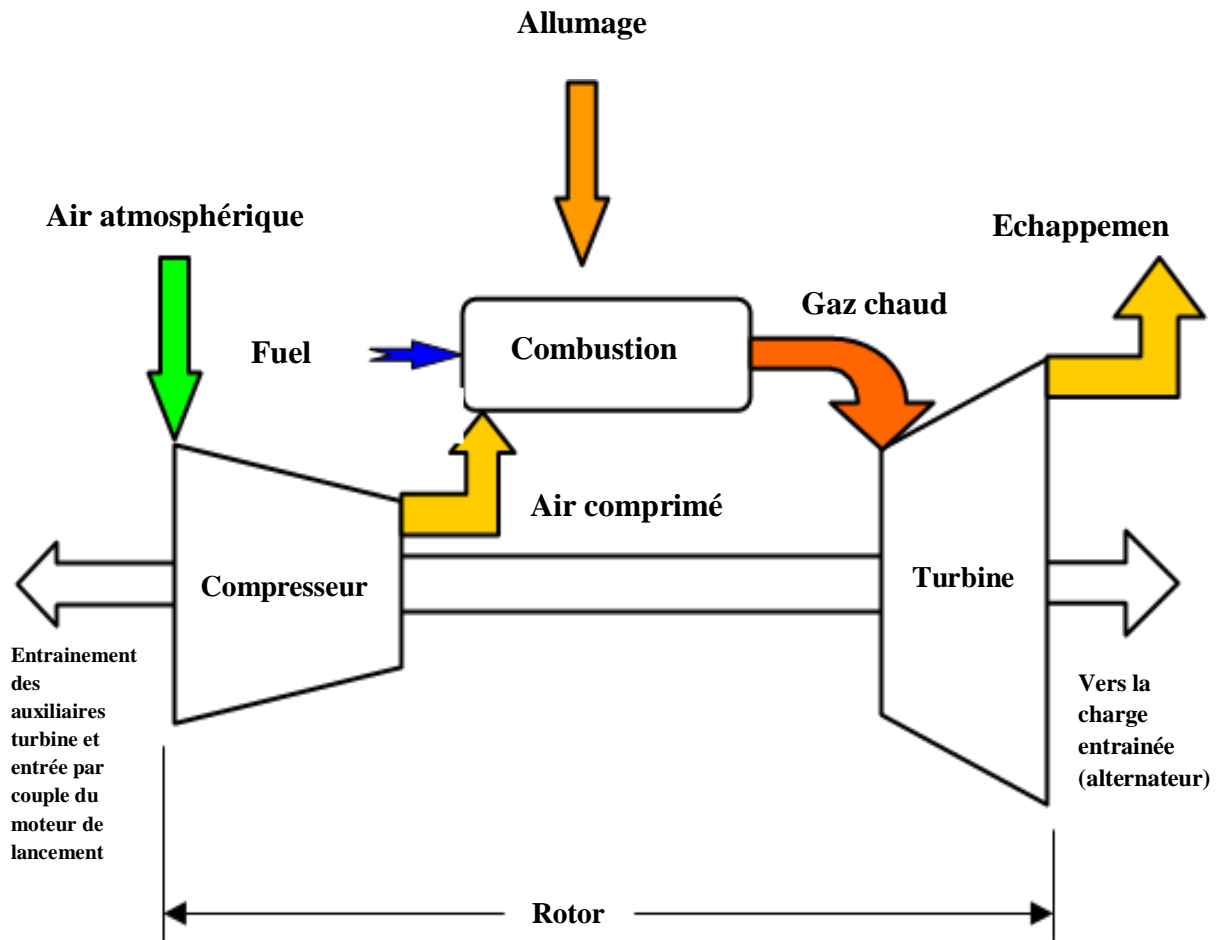 Allumage
Air atmosphérique
Echappemen
Gaz chaud
Fuel
Combustion
Air comprimé
Compresseur
Turbine
Entrainement
des
auxiliaires
turbine et
entrée par
couple du
moteur de
lancement
Vers la
charge
entrainée
(alternateur)
Rotor